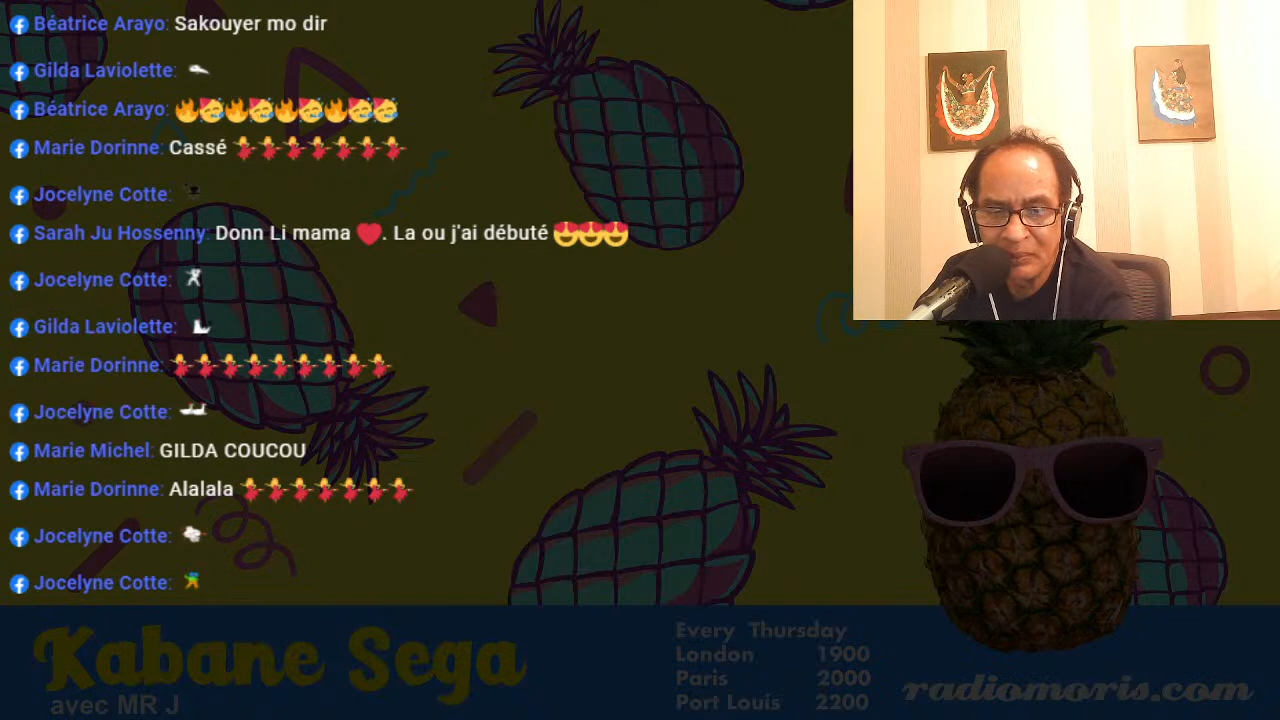 Béatrice Arayo: Sakouyer mo dir
Gilda Laviolette:
Béatrice Arayo: 🔥🥳🔥🥳🔥🥳🔥🥳🥳
Marie Dorinne: Cassé 💃💃💃💃💃💃💃
Jocelyne Cotte:
Sarah Ju Hossenny: Donn Li mama ❤️. La ou j'ai débuté 😍😍😍
Jocelyne Cotte:
Gilda Laviolette:
Marie Dorinne: 💃💃💃💃💃💃💃💃💃
Jocelyne Cotte:
Marie Michel: GILDA COUCOU
Marie Dorinne: Alalala 💃💃💃💃💃💃💃
Jocelyne Cotte:
Jocelyne Cotte:
Kabane Sega
avec MR J
Every Thursday
London 1900
Paris 2000
Port Louis 2200
radiomoris.com